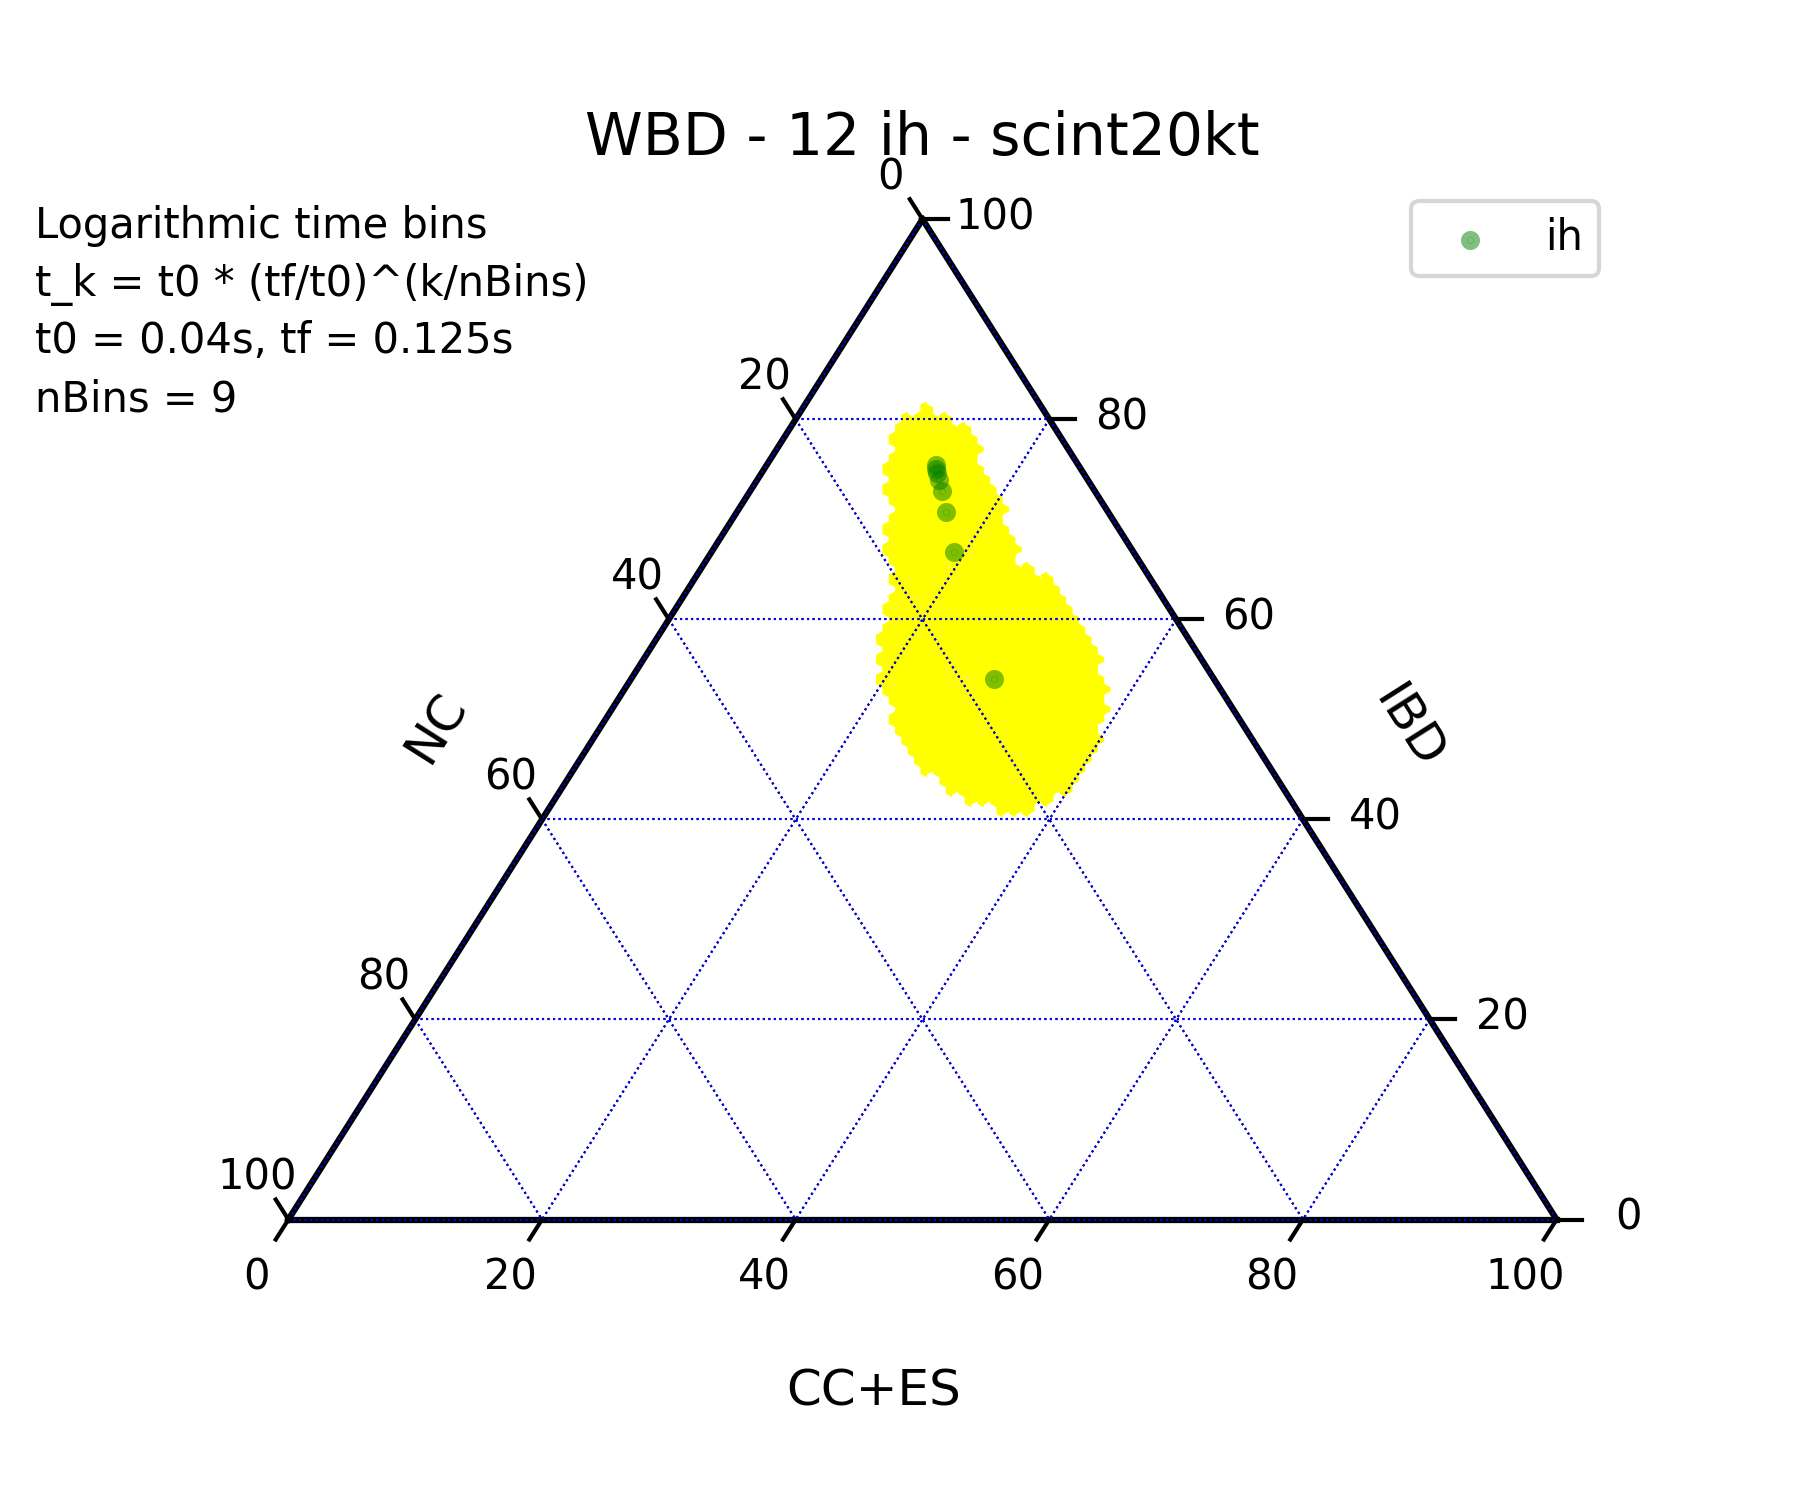 WBD - 12 ih - scint20kt
Logarithmic time bins
t_k = t0 * (tf/t0)^(k/nBins)
t0 = 0.04s, tf = 0.125s
nBins = 9
ih
0
100
20
80
40
60
NC
IBD
60
40
80
20
100
0
0
20
40
60
80
100
CC+ES